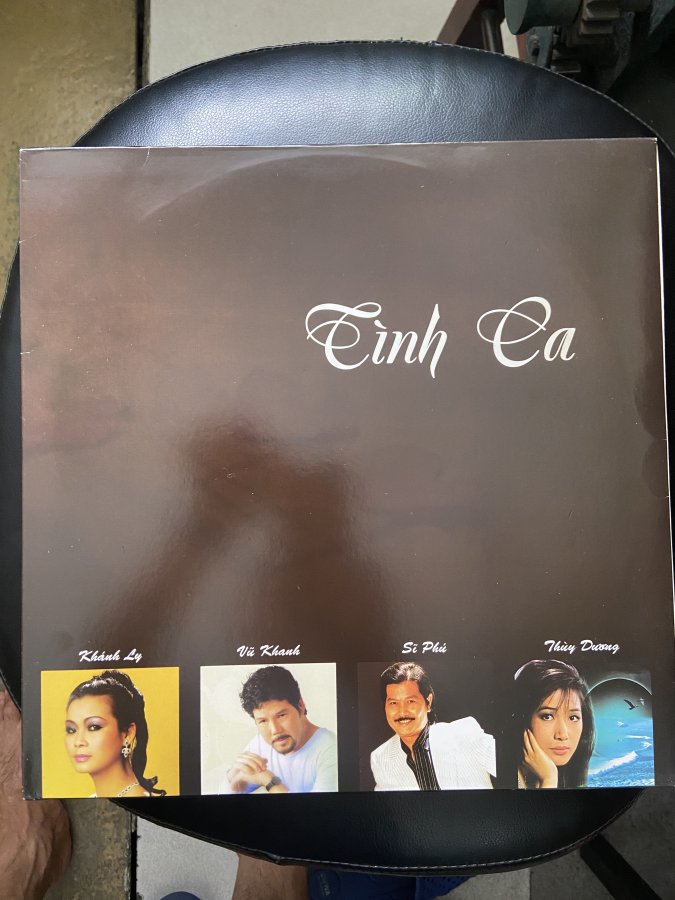 Tình Ca
Khánh Ly
Vũ Khanh
Sĩ Phú
Thùy Dương